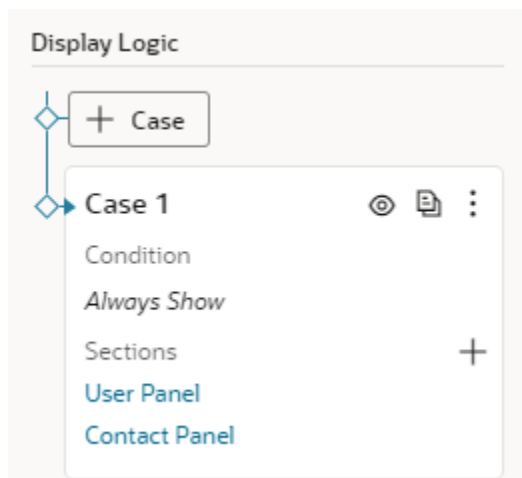 Display Logic
+ Case
Case 1
Condition
Always Show
Sections
User Panel
Contact Panel